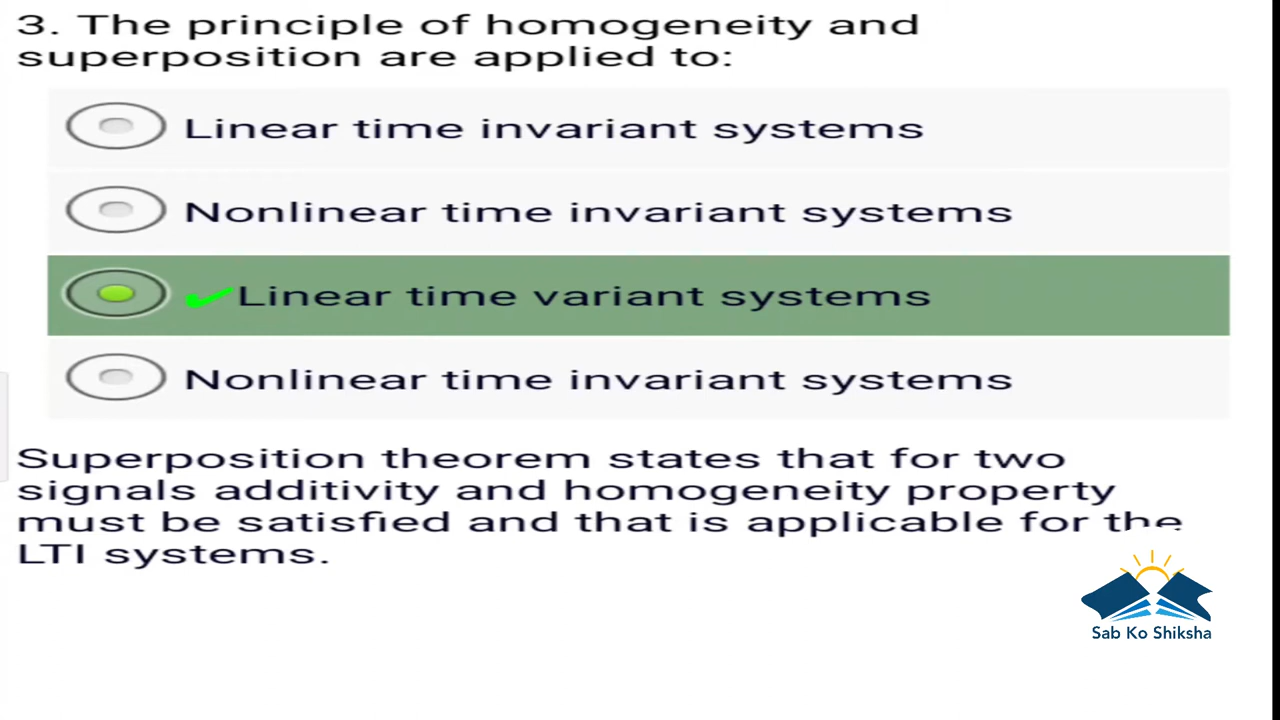 3. The principle of homogeneity and
superposition are applied to:
Linear time invariant systems
Nonlinear time invariant systems
✔Linear time variant systems
Nonlinear time invariant systems
Superposition theorem states that for two
signals additivity and homogeneity property
must be satisfied and that is applicable for the
LTI systems.
Sab Ko Shiksha